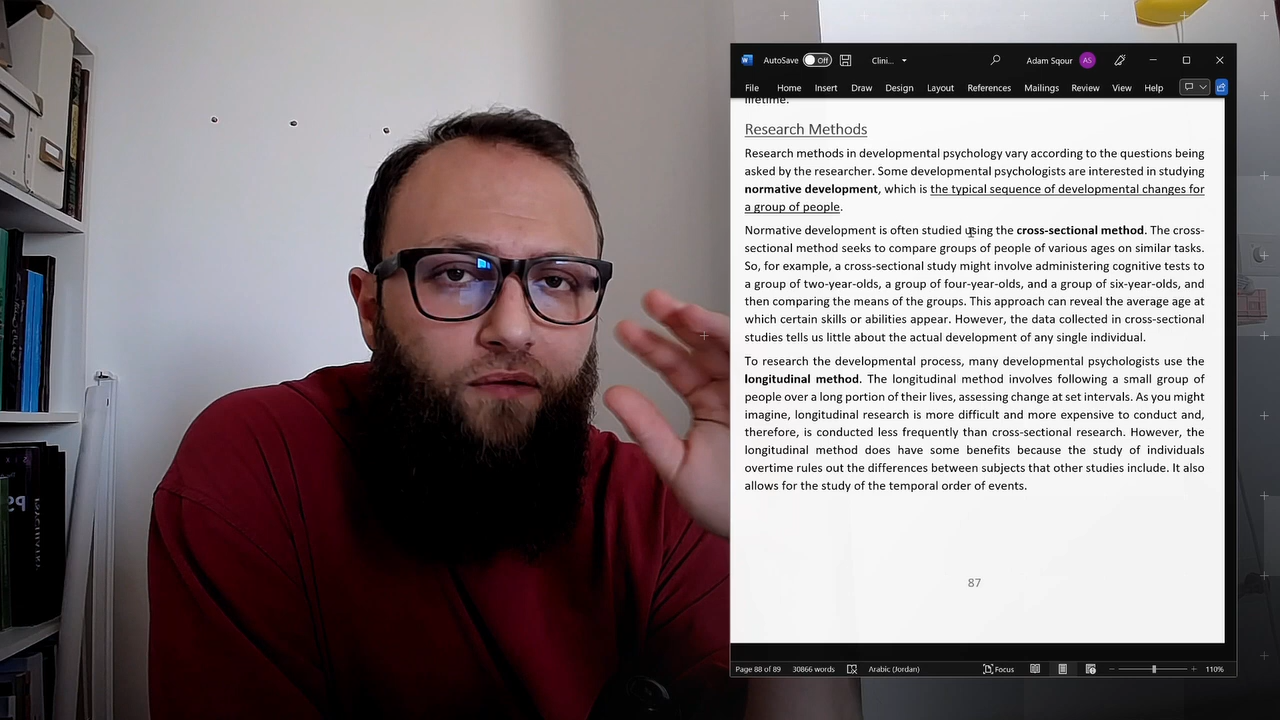 AutoSave Off Clini... Adam Sqour AS
File Home Insert Draw Design Layout References Mailings Review View Help
lifetime.
Research Methods
Research methods in developmental psychology vary according to the questions being
asked by the researcher. Some developmental psychologists are interested in studying
normative development, which is the typical sequence of developmental changes for
a group of people.
Normative development is often studied using the cross-sectional method. The cross-
sectional method seeks to compare groups of people of various ages on similar tasks.
So, for example, a cross-sectional study might involve administering cognitive tests to
a group of two-year-olds, a group of four-year-olds, and a group of six-year-olds, and
then comparing the means of the groups. This approach can reveal the average age at
which certain skills or abilities appear. However, the data collected in cross-sectional
studies tells us little about the actual development of any single individual.
To research the developmental process, many developmental psychologists use the
longitudinal method. The longitudinal method involves following a small group of
people over a long portion of their lives, assessing change at set intervals. As you might
imagine, longitudinal research is more difficult and more expensive to conduct and,
therefore, is conducted less frequently than cross-sectional research. However, the
longitudinal method does have some benefits because the study of individuals
overtime rules out the differences between subjects that other studies include. It also
allows for the study of the temporal order of events.
87
Page 88 of 89 30866 words Arabic (Jordan) Focus 110%